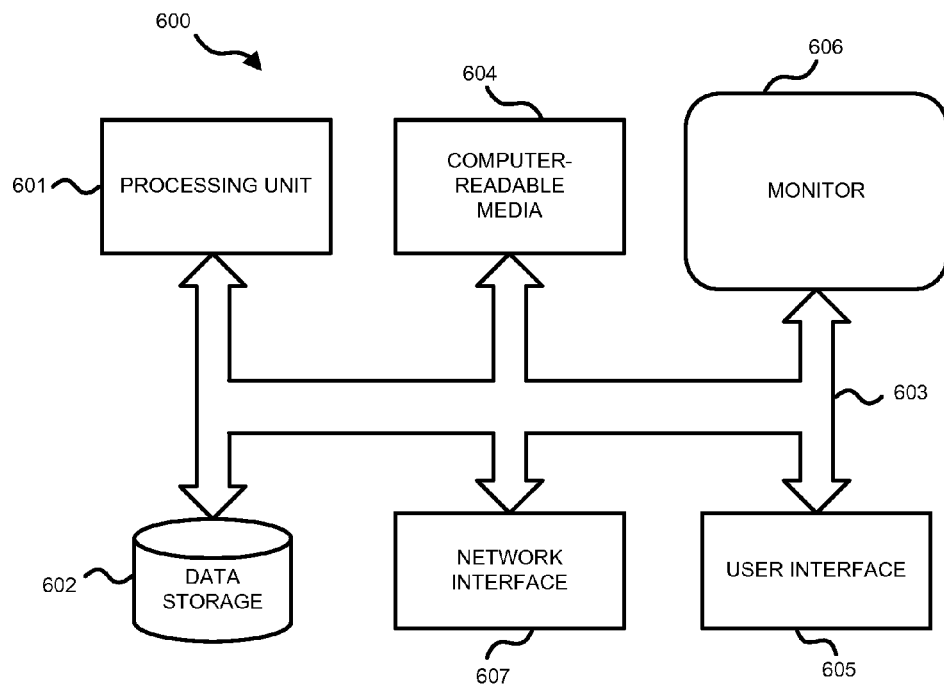 600
604
606
601
PROCESSING UNIT
COMPUTER-
READABLE
MEDIA
MONITOR
603
602
DATA
STORAGE
NETWORK
INTERFACE
USER INTERFACE
607
605